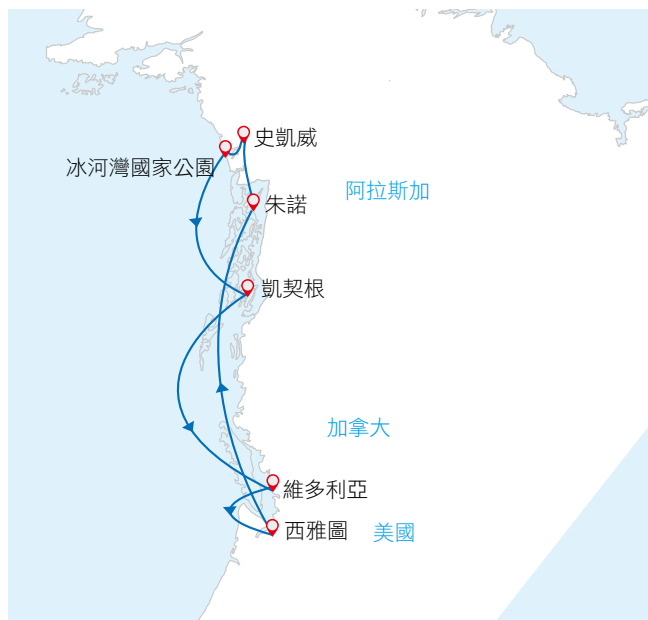 史凱威
冰河灣國家公園
阿拉斯加
朱諾
凱契根
加拿大
維多利亞
西雅圖
美國